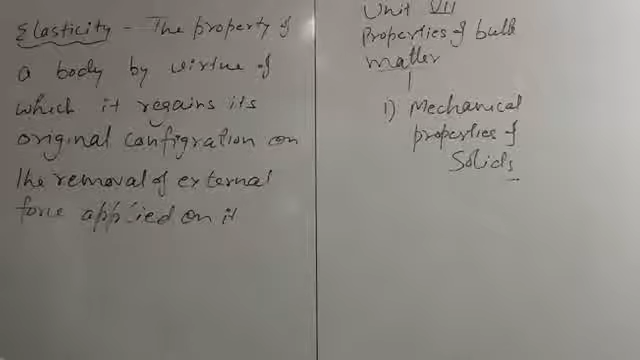 Elasticity - The property of
a body by virtue of
which it regains its
original configration on
the removal of external
force applied on it
Unit VII
Properties of bulk
matter
1) Mechanical
properties of
Solids